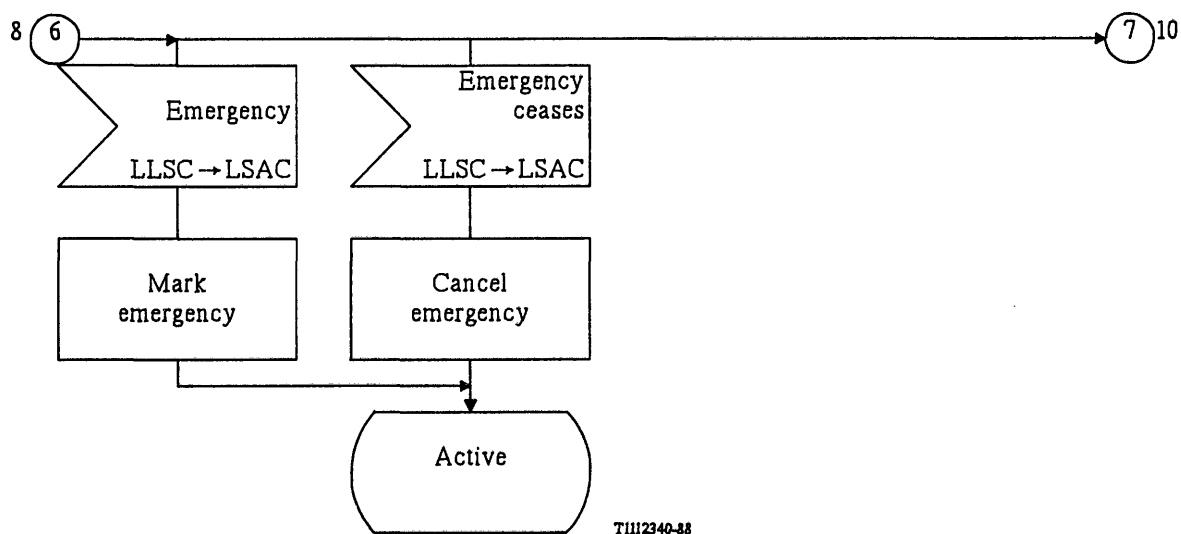 8 6 7 10
Emergency
LLSC → LSAC
Emergency
ceases
LLSC → LSAC
Mark
emergency
Cancel
emergency
Active
T1112340-88